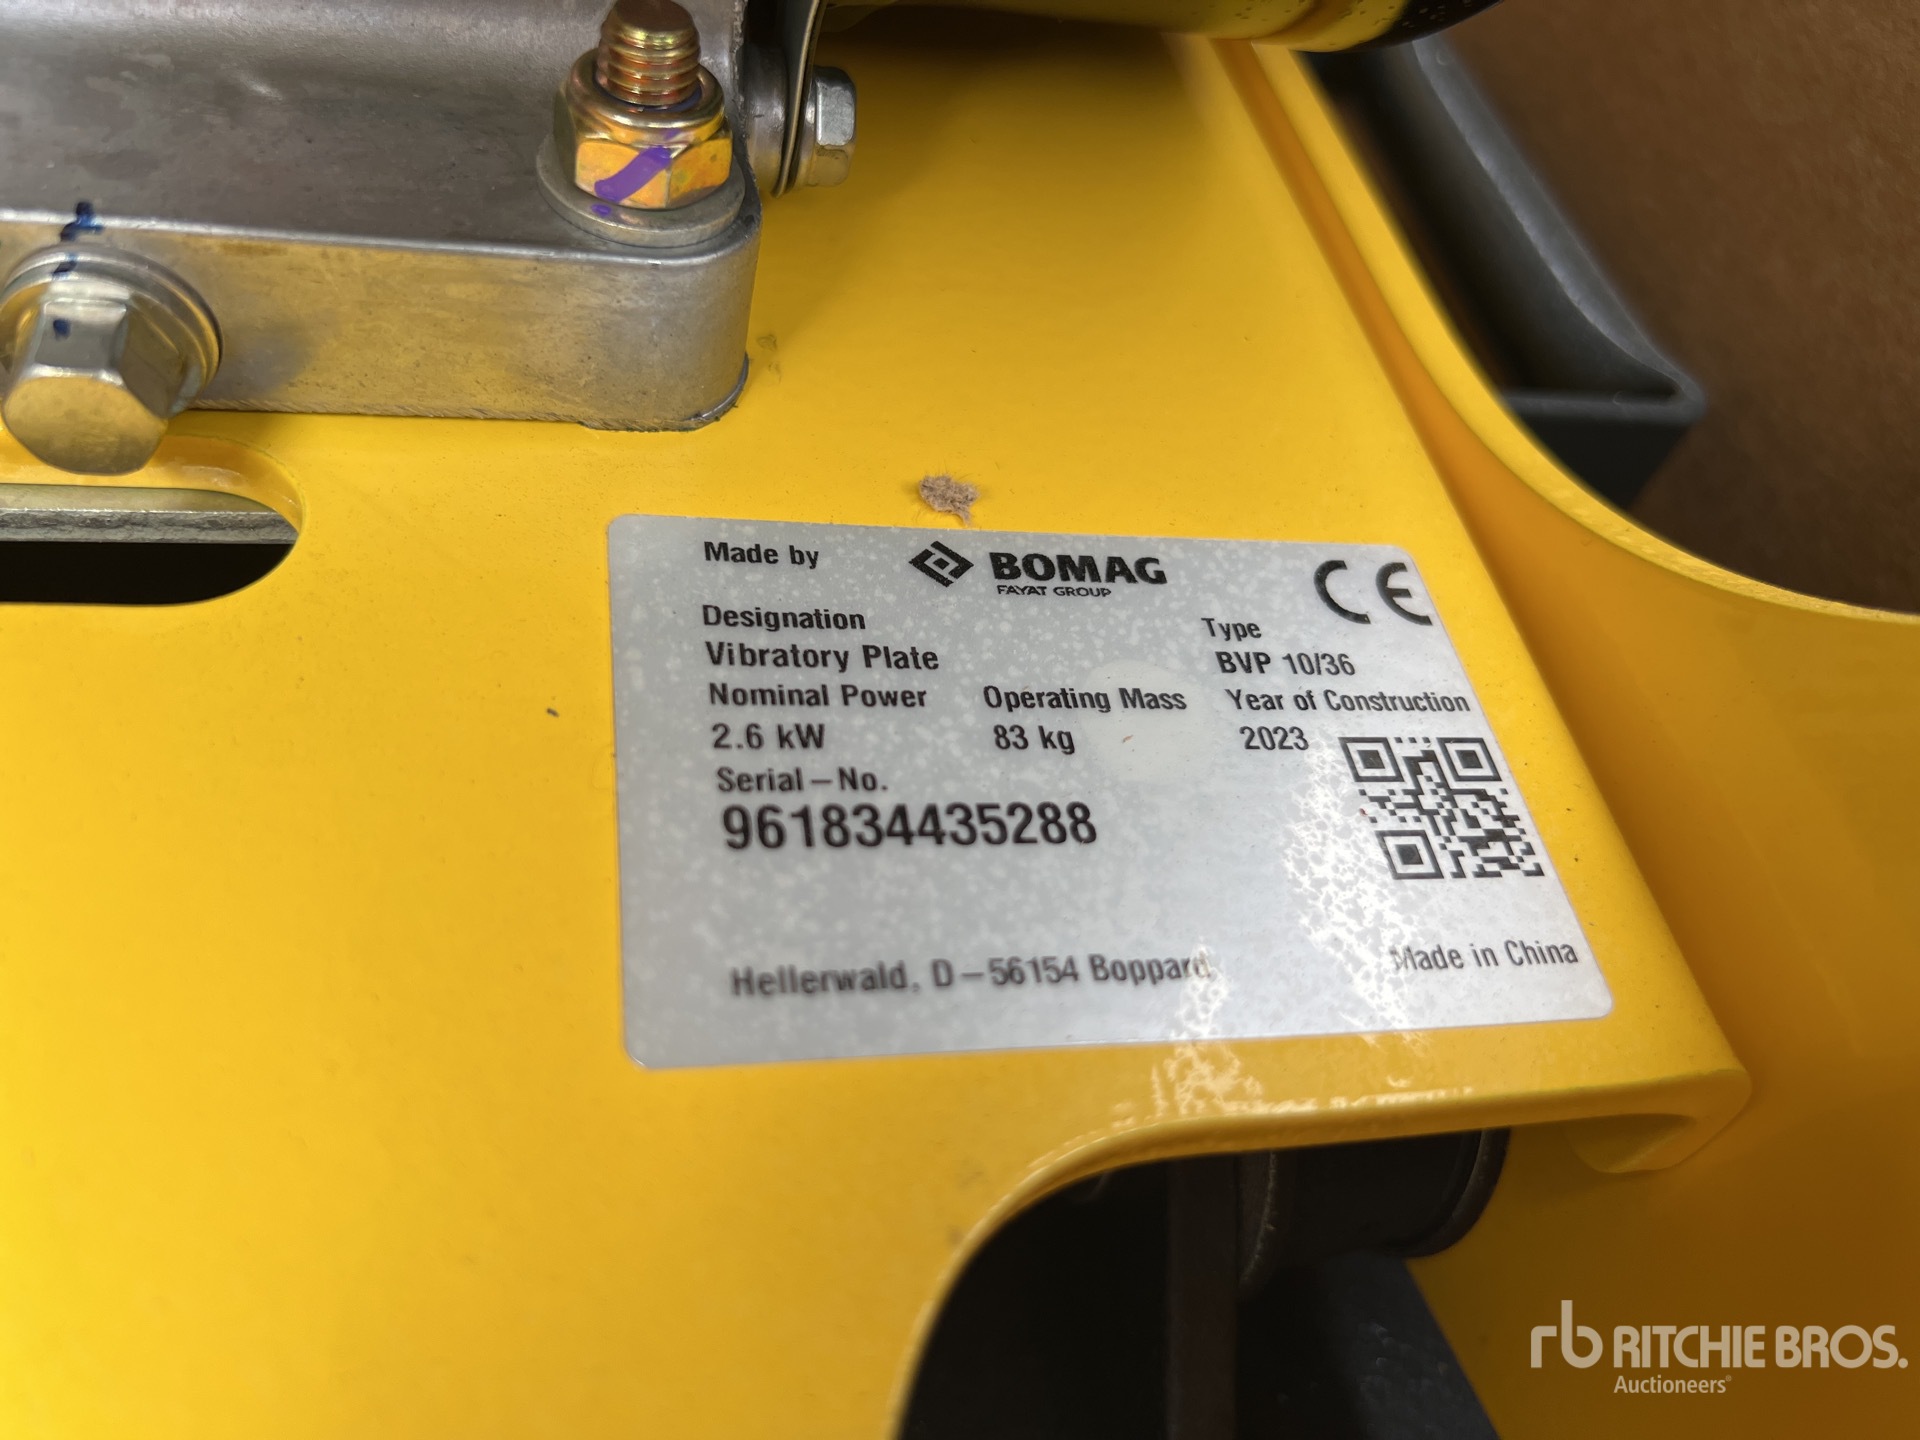 Made by
BOMAG
FAYAT GROUP
CE
Designation
Vibratory Plate
Type
BVP 10/36
Nominal Power
Operating Mass
Year of Construction
2.6 kW
83 kg
2023
Serial-No.
961834435288
Hellerwald, D-56154 Boppard
Made in China
rb RITCHIE BROS.
Auctioneers®